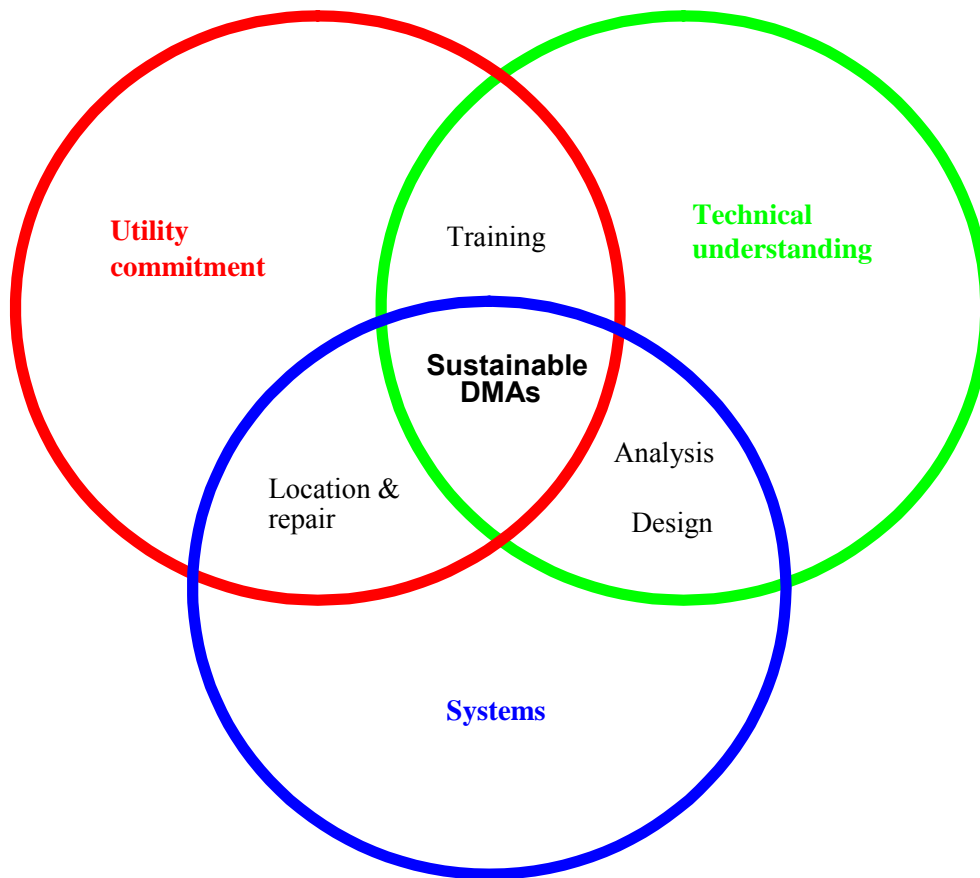 Utility
commitment
Technical
understanding
Training
Sustainable
DMAs
Location &
repair
Analysis
Design
Systems